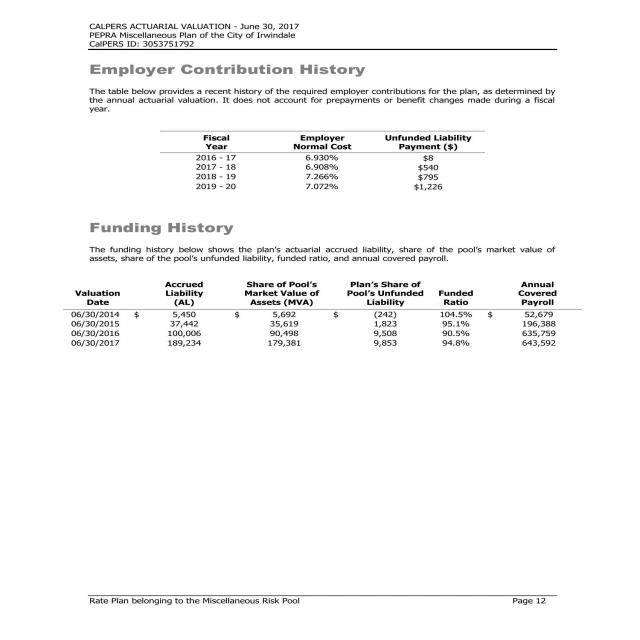 CALPERS ACTUARIAL VALUATION - June 30, 2017
PEPRA Miscellaneous Plan of the City of Irwindale
CalPERS ID: 3053751792
Employer Contribution History
The table below provides a recent history of the required employer contributions for the plan, as determined by
the annual actuarial valuation. It does not account for prepayments or benefit changes made during a fiscal
year.
Fiscal Employer Unfunded Liability
Year Normal Cost Payment ($)
2016 - 17 6.930% $8
2017 - 18 6.908% $540
2018 - 19 7.266% $795
2019 - 20 7.072% $1,226
Funding History
The funding history below shows the plan's actuarial accrued liability, share of the pool's market value of
assets, share of the pool's unfunded liability, funded ratio, and annual covered payroll.
Accrued Share of Pool's Plan's Share of Annual
Valuation Liability Market Value of Pool's Unfunded Funded Covered
Date (AL) Assets (MVA) Liability Ratio Payroll
06/30/2014 $ 5,450 $ 5,692 $ (242) 104.5% $ 52,679
06/30/2015 37,442 35,619 1,823 95.1% 196,388
06/30/2016 100,006 90,498 9,508 90.5% 635,759
06/30/2017 189,234 179,381 9,853 94.8% 643,592
Rate Plan belonging to the Miscellaneous Risk Pool Page 12